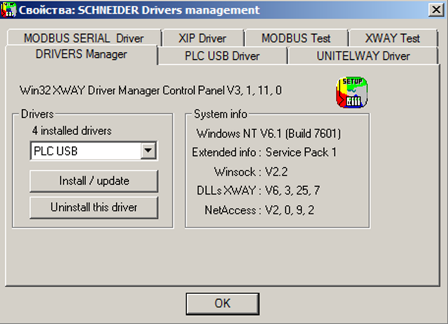 Свойства: SCHNEIDER Drivers management
MODBUS SERIAL Driver
XIP Driver
MODBUS Test
XWAY Test
DRIVERS Manager
PLC USB Driver
UNITELWAY Driver
Win32 XWAY Driver Manager Control Panel V3, 1, 11, 0
SETUP
Drivers
4 installed drivers
PLC USB
Install / update
Uninstall this driver
System info
Windows NT V6.1 (Build 7601)
Extended info : Service Pack 1
Winsock : V2.2
DLLs XWAY : V6, 3, 25, 7
NetAccess : V2, 0, 9, 2
OK